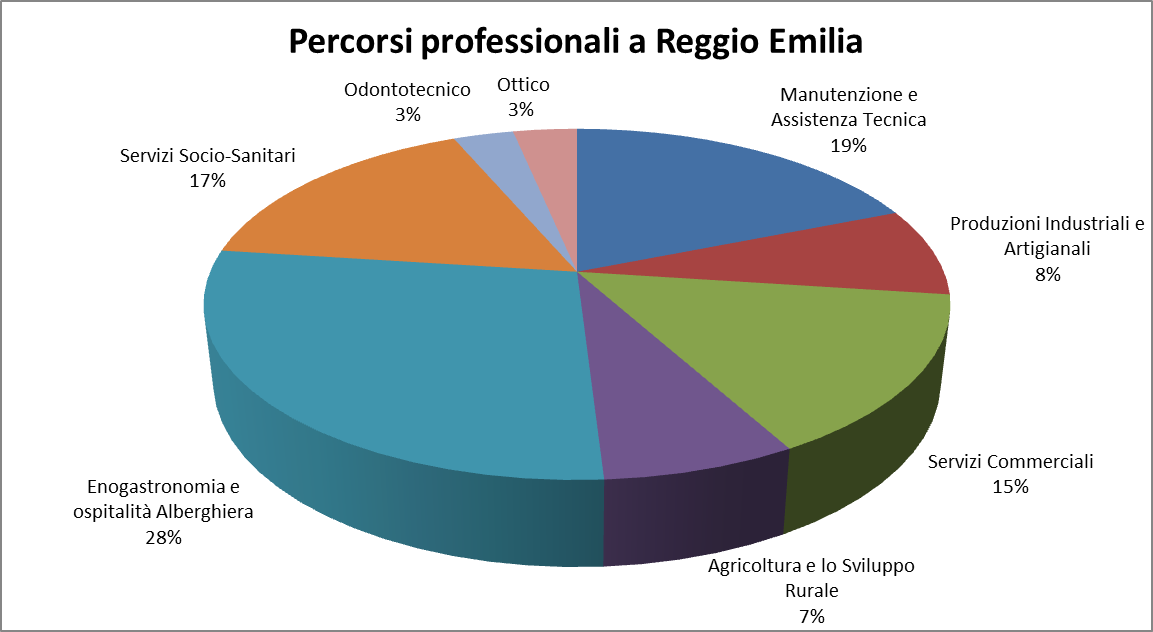 Percorsi professionali a Reggio Emilia
Ottico
3%
Odontotecnico
3%
Manutenzione e
Assistenza Tecnica
19%
Servizi Socio-Sanitari
17%
Produzioni Industriali e
Artigianali
8%
Servizi Commerciali
15%
Enogastronomia e
ospitalità Alberghiera
28%
Agricoltura e lo Sviluppo
Rurale
7%